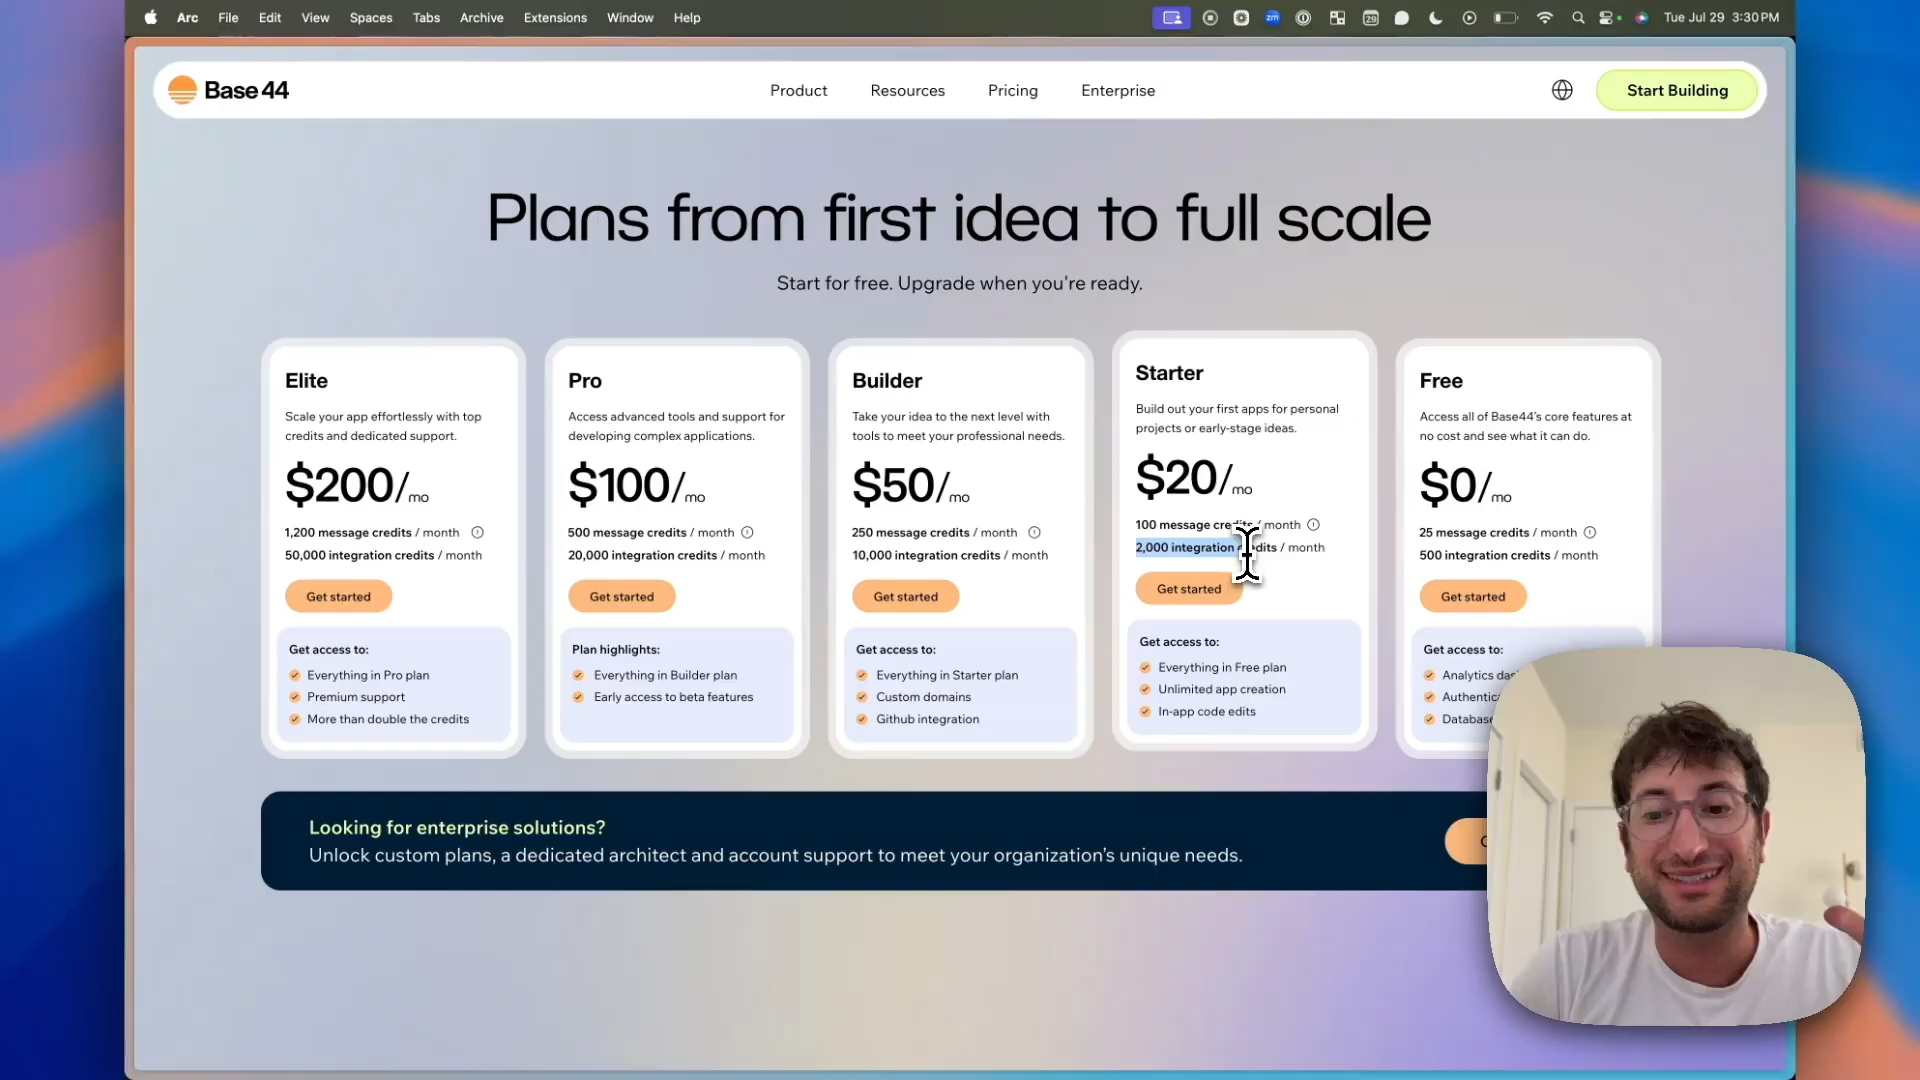 Arc File Edit View Spaces Tabs Archive Extensions Window Help
zm 29 Tue Jul 29 3:30 PM
Base 44
Product Resources Pricing Enterprise
Start Building
Plans from first idea to full scale
Start for free. Upgrade when you're ready.
Elite
Scale your app effortlessly with top
credits and dedicated support.
$200/mo
1,200 message credits / month
50,000 integration credits / month
Get started
Get access to:
Everything in Pro plan
Premium support
More than double the credits
Pro
Access advanced tools and support for
developing complex applications.
$100/mo
500 message credits / month
20,000 integration credits / month
Get started
Plan highlights:
Everything in Builder plan
Early access to beta features
Builder
Take your idea to the next level with
tools to meet your professional needs.
$50/mo
250 message credits / month
10,000 integration credits / month
Get started
Get access to:
Everything in Starter plan
Custom domains
Github integration
Starter
Build out your first apps for personal
projects or early-stage ideas.
$20/mo
100 message credits / month
2,000 integration credits / month
Get started
Get access to:
Everything in Free plan
Unlimited app creation
In-app code edits
Free
Access all of Base44's core features at
no cost and see what it can do.
$0/mo
25 message credits / month
500 integration credits / month
Get started
Get access to:
Analytics
Database
Looking for enterprise solutions?
Unlock custom plans, a dedicated architect and account support to meet your organization's unique needs.